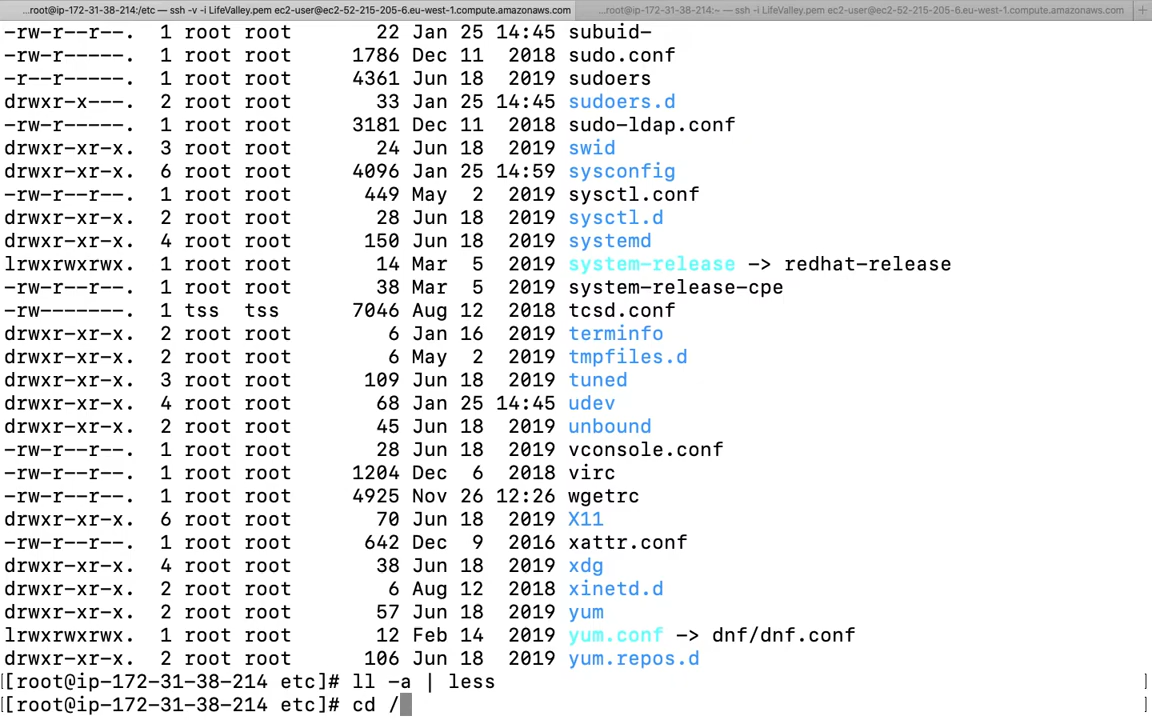 ...root@ip-172-31-38-214:/etc — ssh -v -i LifeValley.pem ec2-user@ec2-52-215-205-6.eu-west-1.compute.amazonaws.com
...root@ip-172-31-38-214:~ — ssh -v -i LifeValley.pem ec2-user@ec2-52-215-205-6.eu-west-1.compute.amazonaws.com +
-rw-r--r--. 1 root root 22 Jan 25 14:45 subuid-
-rw-r--r--. 1 root root 1786 Dec 11 2018 sudo.conf
-r--r-----. 1 root root 4361 Jun 18 2019 sudoers
drwxr-x---. 2 root root 33 Jan 25 14:45 sudoers.d
-rw-r-----. 1 root root 3181 Dec 11 2018 sudo-ldap.conf
drwxr-xr-x. 3 root root 24 Jun 18 2019 swid
drwxr-xr-x. 6 root root 4096 Jan 25 14:59 sysconfig
-rw-r--r--. 1 root root 449 May 2 2019 sysctl.conf
drwxr-xr-x. 2 root root 28 Jun 18 2019 sysctl.d
drwxr-xr-x. 4 root root 150 Jun 18 2019 systemd
lrwxrwxrwx. 1 root root 14 Mar 5 2019 system-release -> redhat-release
-rw-r--r--. 1 root root 38 Mar 5 2019 system-release-cpe
-rw-------. 1 tss tss 7046 Aug 12 2018 tcsd.conf
drwxr-xr-x. 2 root root 6 Jan 16 2019 terminfo
drwxr-xr-x. 2 root root 6 May 2 2019 tmpfiles.d
drwxr-xr-x. 3 root root 109 Jun 18 2019 tuned
drwxr-xr-x. 4 root root 68 Jan 25 14:45 udev
drwxr-xr-x. 2 root root 45 Jun 18 2019 unbound
-rw-r--r--. 1 root root 28 Jun 18 2019 vconsole.conf
-rw-r--r--. 1 root root 1204 Dec 6 2018 virc
-rw-r--r--. 1 root root 4925 Nov 26 12:26 wgetrc
drwxr-xr-x. 6 root root 70 Jun 18 2019 X11
-rw-r--r--. 1 root root 642 Dec 9 2016 xattr.conf
drwxr-xr-x. 4 root root 38 Jun 18 2019 xdg
drwxr-xr-x. 2 root root 6 Aug 12 2018 xinetd.d
drwxr-xr-x. 2 root root 57 Jun 18 2019 yum
lrwxrwxrwx. 1 root root 12 Feb 14 2019 yum.conf -> dnf/dnf.conf
drwxr-xr-x. 2 root root 106 Jun 18 2019 yum.repos.d
[[root@ip-172-31-38-214 etc]# ll -a | less ]
[[root@ip-172-31-38-214 etc]# cd / ]